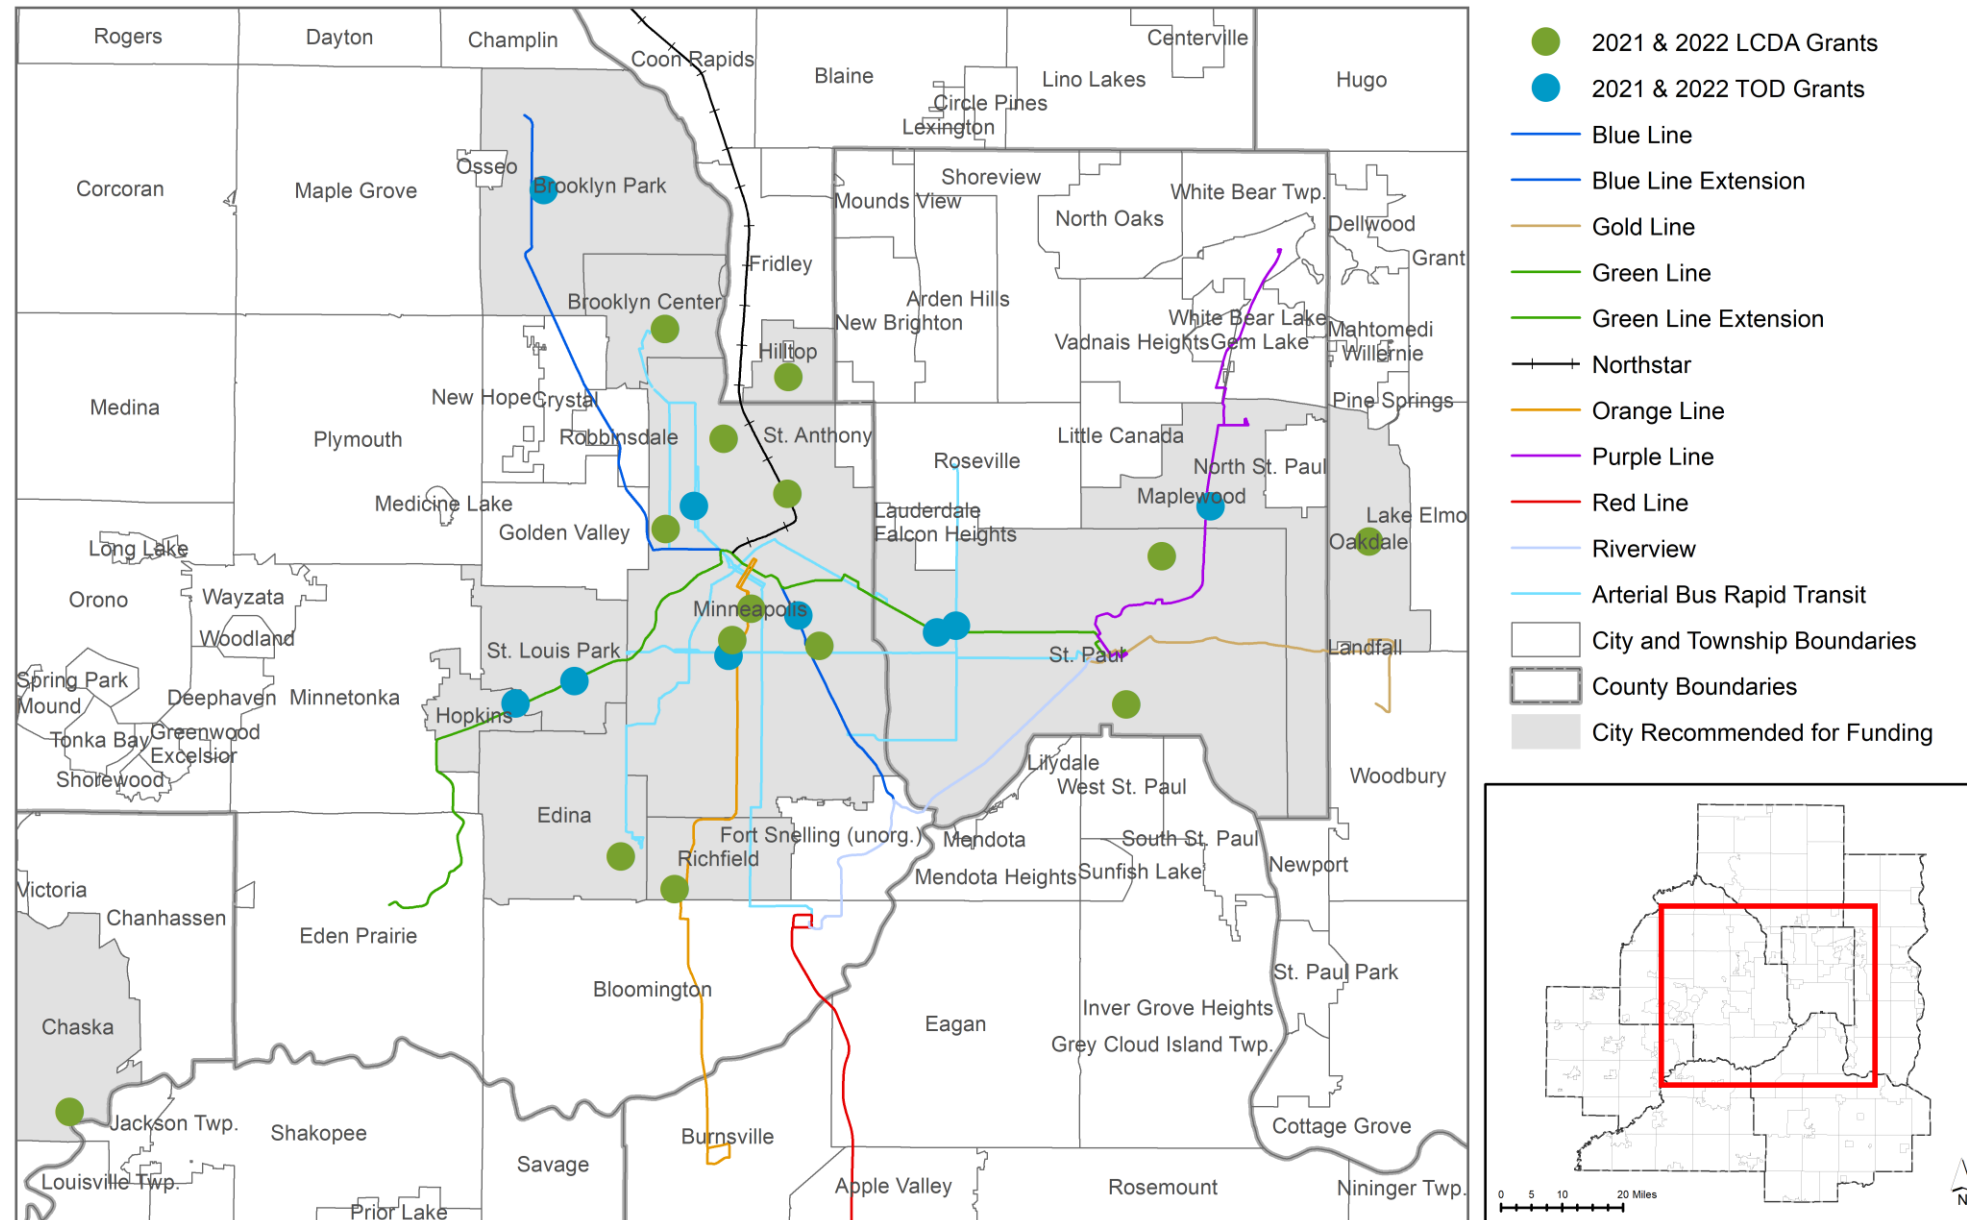 Rogers
Dayton
Champlin
Coon Rapids
Blaine
Centerville
Lino Lakes
Hugo
Circle Pines
Lexington
Corcoran
Maple Grove
Osseo
Brooklyn Park
Mounds View
Shoreview
North Oaks
White Bear Twp.
Dellwood
Grant
Fridley
Brooklyn Center
Arden Hills
New Brighton
White Bear Lake
Vadnais Heights
Gem Lake
Mahtomedi
Willernie
Hilltop
Medina
New Hope
Crystal
Pine Springs
Plymouth
Robbinsdale
St. Anthony
Little Canada
Roseville
North St. Paul
Maplewood
Medicine Lake
Golden Valley
Lauderdale
Falcon Heights
Lake Elmo
Oakdale
Long Lake
Orono
Wayzata
Woodland
Minneapolis
St. Louis Park
St. Paul
Landfall
Spring Park
Mound
Deephaven
Minnetonka
Hopkins
Tonka Bay
Greenwood
Excelsior
Shorewood
Lilydale
West St. Paul
Woodbury
Edina
Fort Snelling (unorg.)
Richfield
Mendota
South St. Paul
Mendota Heights
Sunfish Lake
Newport
Victoria
Chanhassen
Eden Prairie
Bloomington
St. Paul Park
Inver Grove Heights
Chaska
Eagan
Grey Cloud Island Twp.
Jackson Twp.
Shakopee
Savage
Burnsville
Cottage Grove
Louisville Twp.
Prior Lake
Apple Valley
Rosemount
Nininger Twp.
2021 & 2022 LCDA Grants
2021 & 2022 TOD Grants
Blue Line
Blue Line Extension
Gold Line
Green Line
Green Line Extension
Northstar
Orange Line
Purple Line
Red Line
Riverview
Arterial Bus Rapid Transit
City and Township Boundaries
County Boundaries
City Recommended for Funding
0 5 10 20 Miles
N